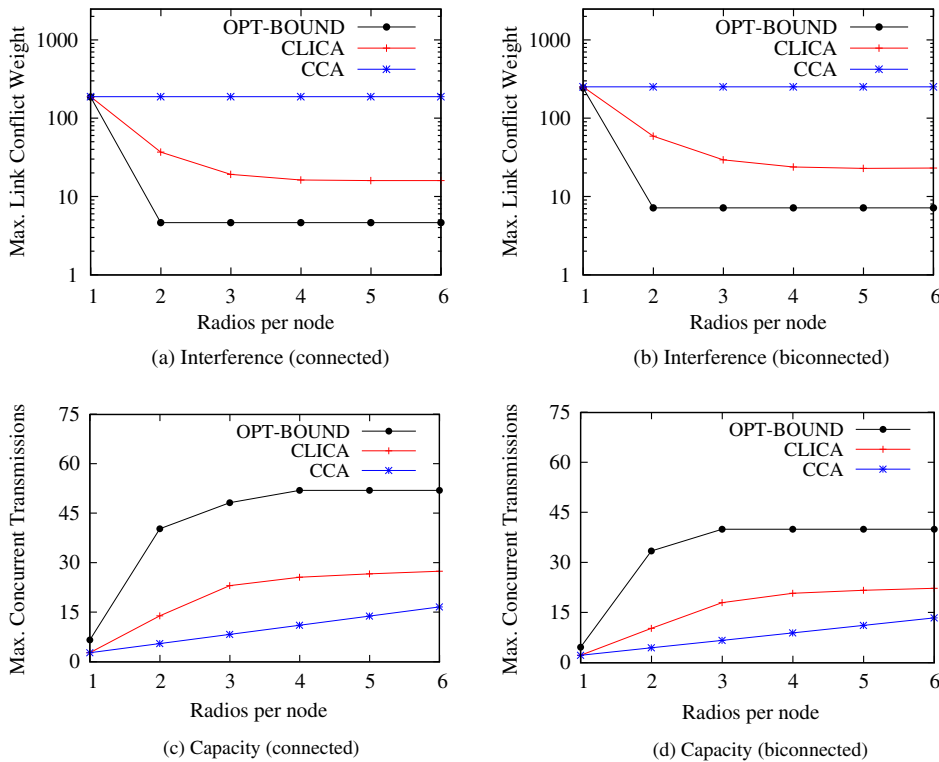 Max. Link Conflict Weight
1000
100
10
1
OPT-BOUND
CLICA
CCA
1 2 3 4 5 6
Radios per node
(a) Interference (connected)
Max. Link Conflict Weight
1000
100
10
1
OPT-BOUND
CLICA
CCA
1 2 3 4 5 6
Radios per node
(b) Interference (biconnected)
Max. Concurrent Transmissions
75
60
45
30
15
0
OPT-BOUND
CLICA
CCA
1 2 3 4 5 6
Radios per node
(c) Capacity (connected)
Max. Concurrent Transmissions
75
60
45
30
15
0
OPT-BOUND
CLICA
CCA
1 2 3 4 5 6
Radios per node
(d) Capacity (biconnected)